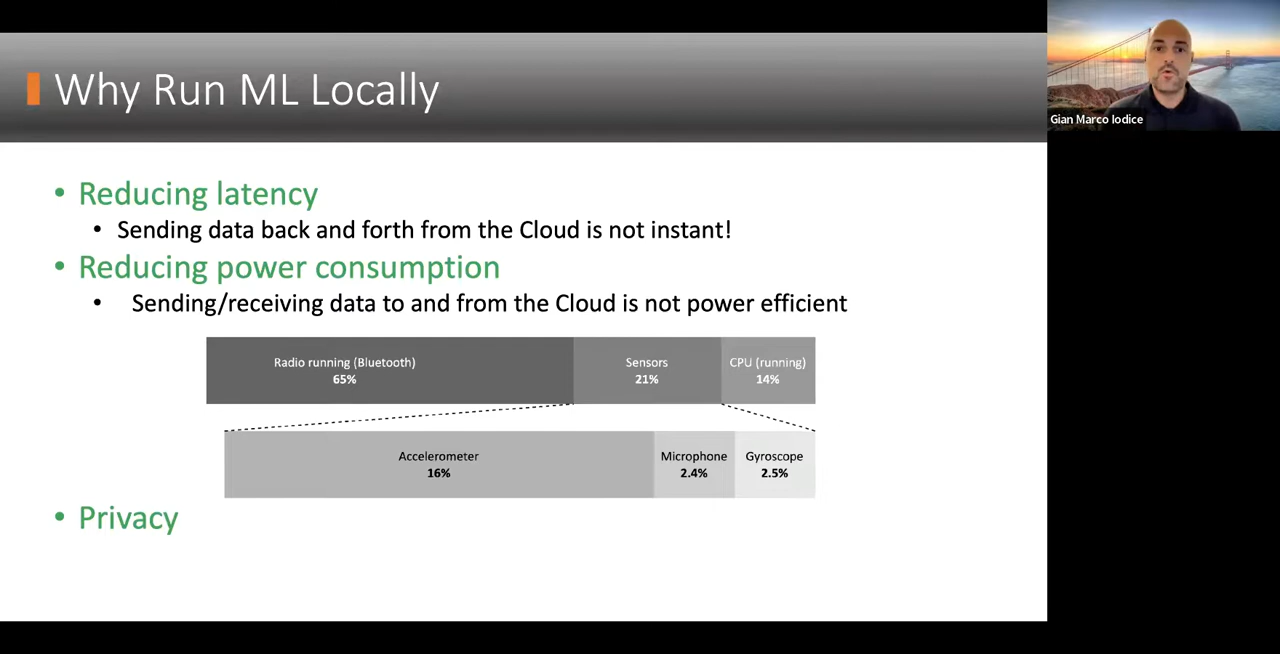 Why Run ML Locally
Gian Marco Iodice
• Reducing latency
• Sending data back and forth from the Cloud is not instant!
• Reducing power consumption
• Sending/receiving data to and from the Cloud is not power efficient
Radio running (Bluetooth)
65%
Sensors
21%
CPU (running)
14%
Accelerometer
16%
Microphone
2.4%
Gyroscope
2.5%
• Privacy